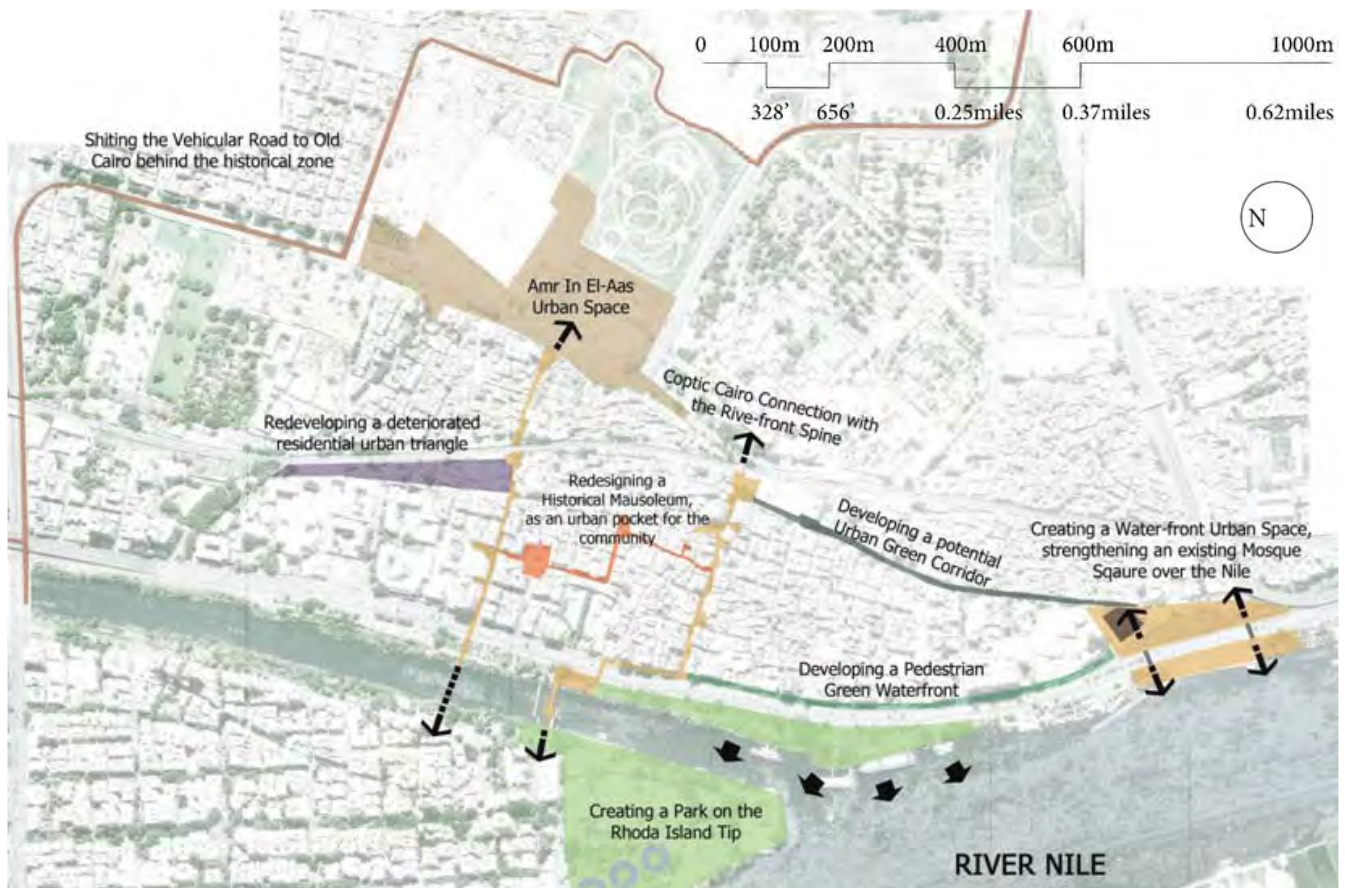 0 100m 200m 400m 600m 1000m
328’ 656’ 0.25miles 0.37miles 0.62miles
Shiting the Vehicular Road to Old
Cairo behind the historical zone
N
Amr In El-Aas
Urban Space
Coptic Cairo Connection with
the Rive-front Spine
Redeveloping a deteriorated
residential urban triangle
Redesigning a
Historical Mausoleum,
as an urban pocket for the
community
Developing a potential
Urban Green Corridor
Creating a Water-front Urban Space,
strengthening an existing Mosque
Sqaure over the Nile
Developing a Pedestrian
Green Waterfront
Creating a Park on the
Rhoda Island Tip
RIVER NILE